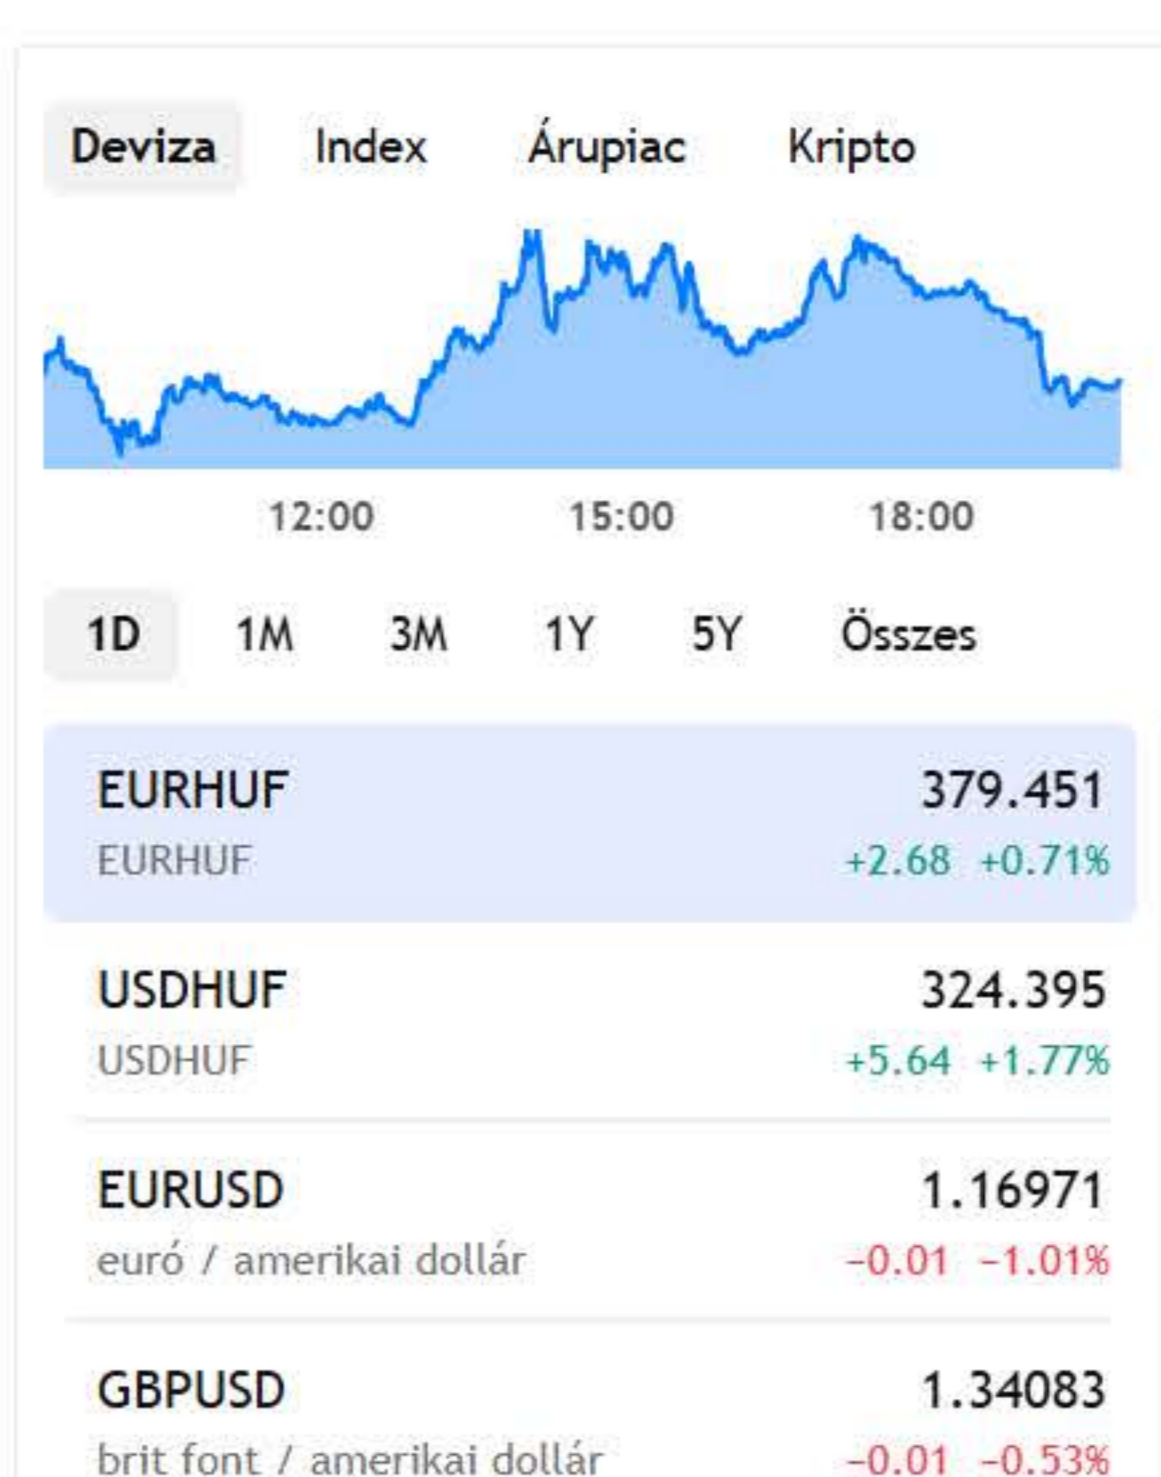 Deviza Index Árupiac Kripto
12:00 15:00 18:00
1D 1M 3M 1Y 5Y Összes
EURHUF 379.451
EURHUF +2.68 +0.71%
USDHUF 324.395
USDHUF +5.64 +1.77%
EURUSD 1.16971
euró / amerikai dollár −0.01 −1.01%
GBPUSD 1.34083
brit font / amerikai dollár −0.01 −0.53%